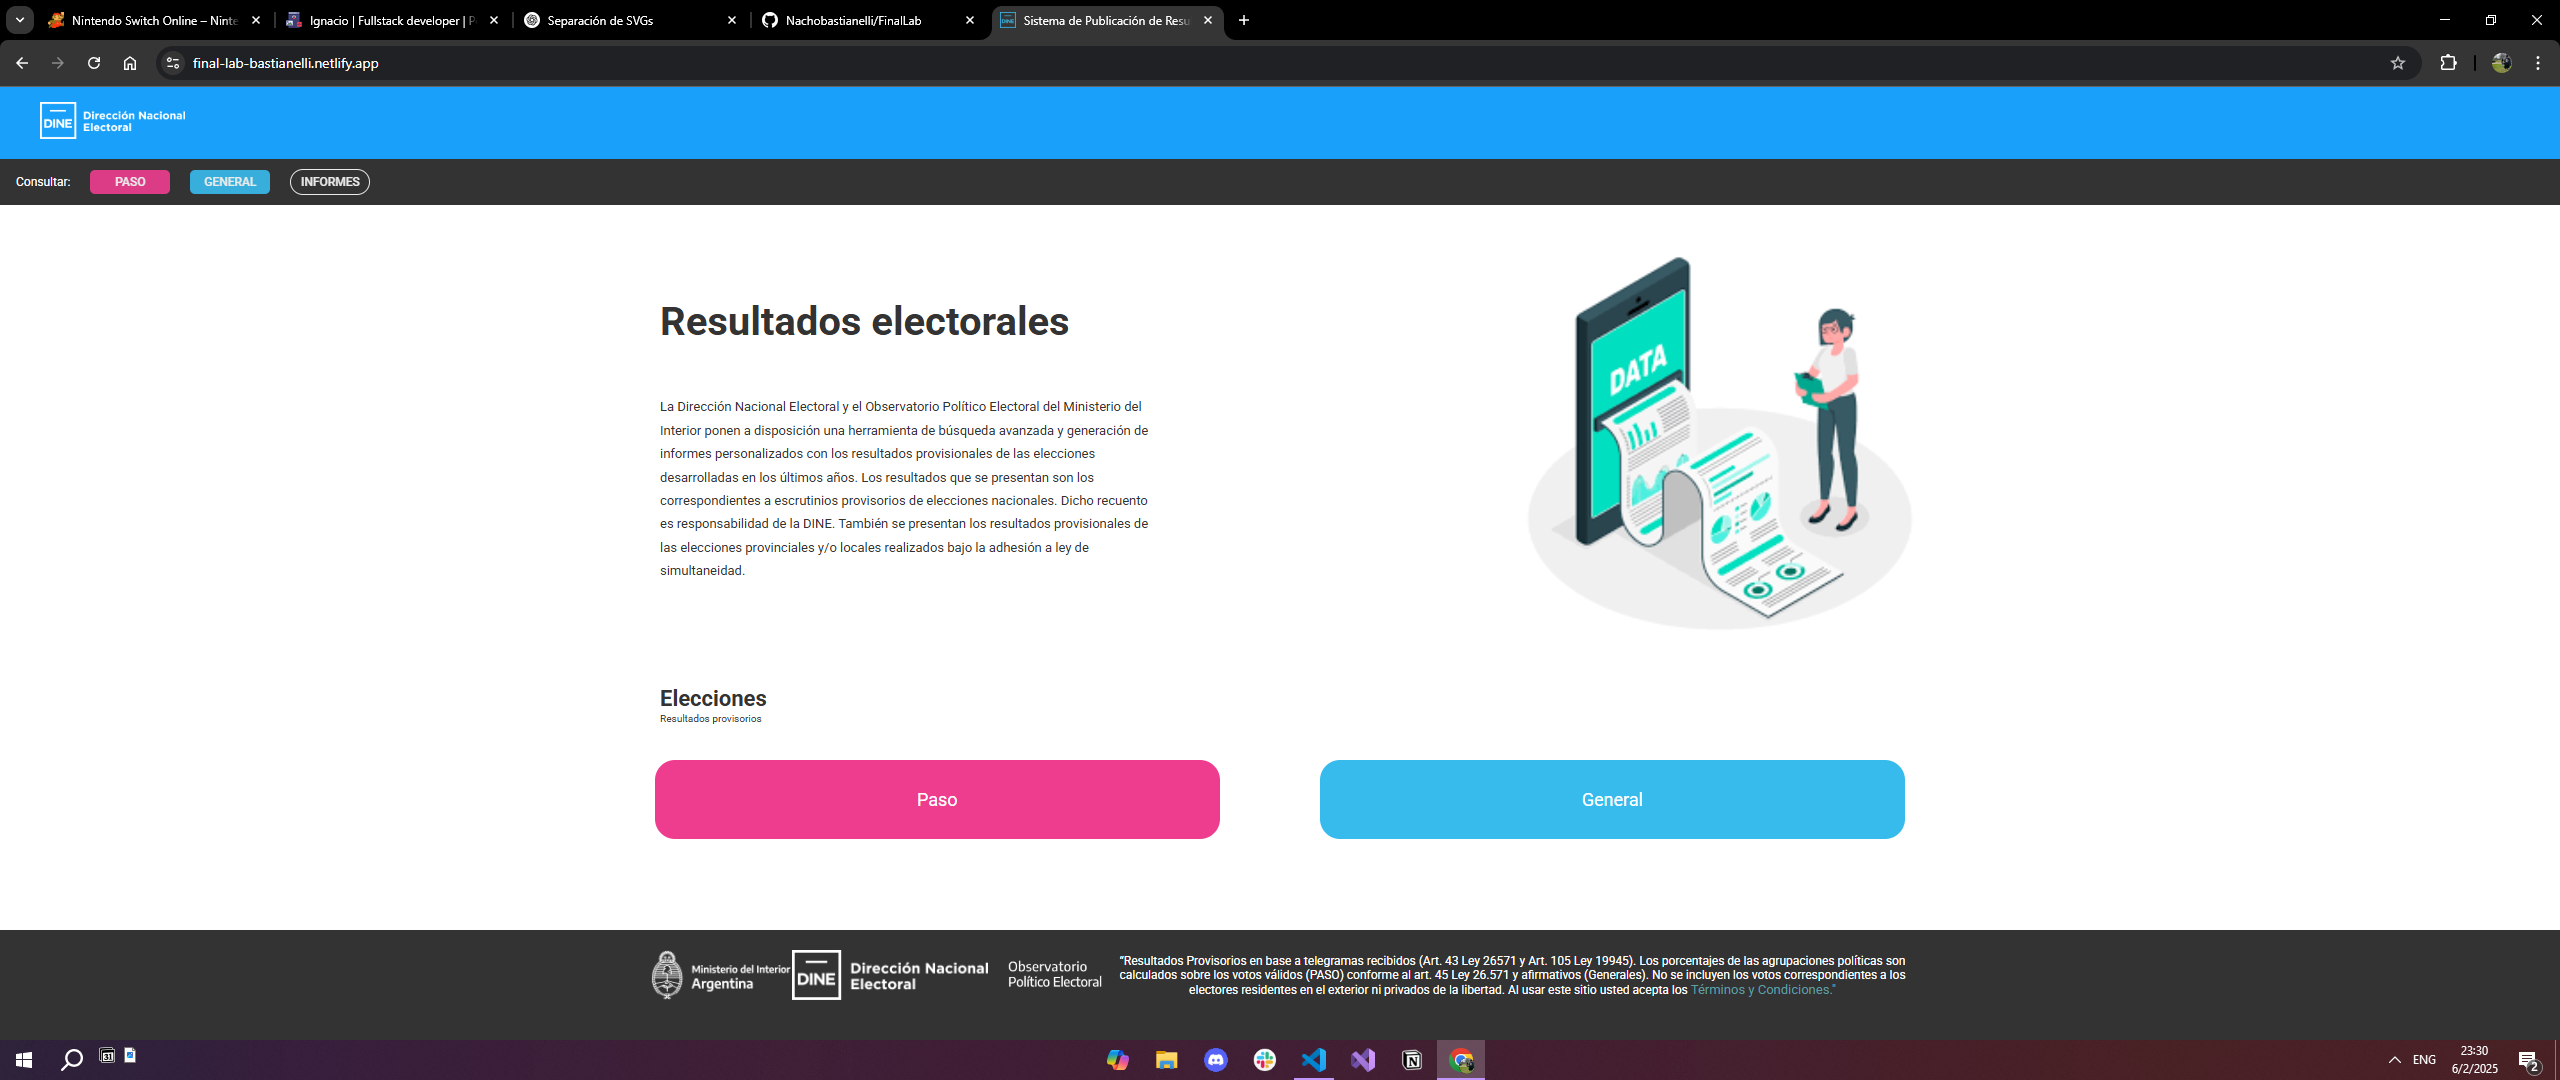 Nintendo Switch Online – Ninte
Ignacio | Fullstack developer | P
Separación de SVGs
Nachobastianelli/FinalLab
Sistema de Publicación de Resu
final-lab-bastianelli.netlify.app
DINE
Dirección Nacional
Electoral
Consultar:
PASO
GENERAL
INFORMES
Resultados electorales
La Dirección Nacional Electoral y el Observatorio Político Electoral del Ministerio del
Interior ponen a disposición una herramienta de búsqueda avanzada y generación de
informes personalizados con los resultados provisionales de las elecciones
desarrolladas en los últimos años. Los resultados que se presentan son los
correspondientes a escrutinios provisorios de elecciones nacionales. Dicho recuento
es responsabilidad de la DINE. También se presentan los resultados provisionales de
las elecciones provinciales y/o locales realizados bajo la adhesión a ley de
simultaneidad.
DATA
Elecciones
Resultados provisorios
Paso
General
Ministerio del Interior
Argentina
DINE
Dirección Nacional
Electoral
Observatorio
Político Electoral
"Resultados Provisorios en base a telegramas recibidos (Art. 43 Ley 26571 y Art. 105 Ley 19945). Los porcentajes de las agrupaciones políticas son
calculados sobre los votos válidos (PASO) conforme al art. 45 Ley 26.571 y afirmativos (Generales). No se incluyen los votos correspondientes a los
electores residentes en el exterior ni privados de la libertad. Al usar este sitio usted acepta los Términos y Condiciones."
31
ENG
23:30
6/2/2025
2